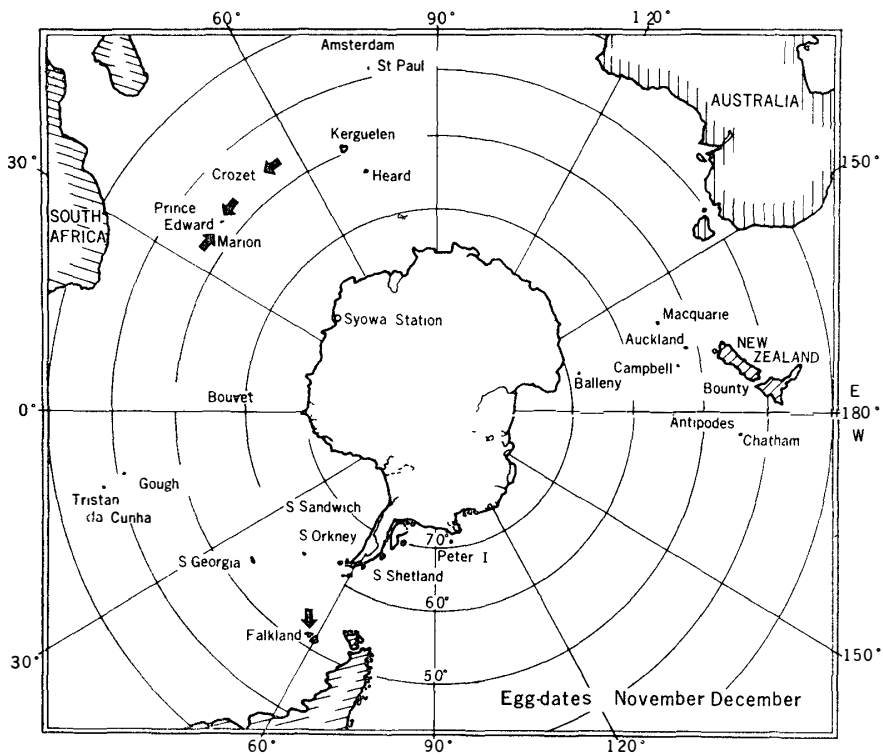 60° 90° 120°
Amsterdam
St Paul
AUSTRALIA
Kerguelen
30° 150°
Crozet Heard
SOUTH
AFRICA
Prince
Edward
Marion
Syowa Station
Macquarie
Auckland
NEW
ZEALAND
Campbell
Balleny
Bounty
Bouvet
E
0° 180°
W
Antipodes
Chatham
Gough
Tristan
da Cunha
S Sandwich
S Orkney
70°
Peter I
S Georgia
S Shetland
60°
Falkland
30° 150°
50°
Egg-dates November December
60° 90° 120°